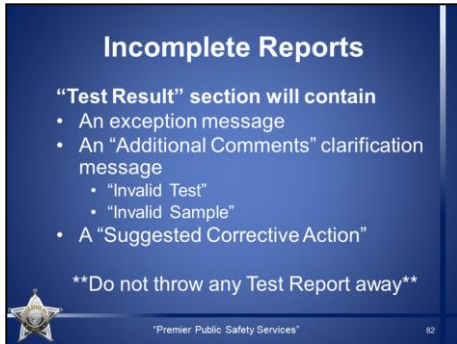 Incomplete Reports
“Test Result” section will contain
• An exception message
• An “Additional Comments” clarification
message
• “Invalid Test”
• “Invalid Sample”
• A “Suggested Corrective Action”
**Do not throw any Test Report away**
“Premier Public Safety Services”
82